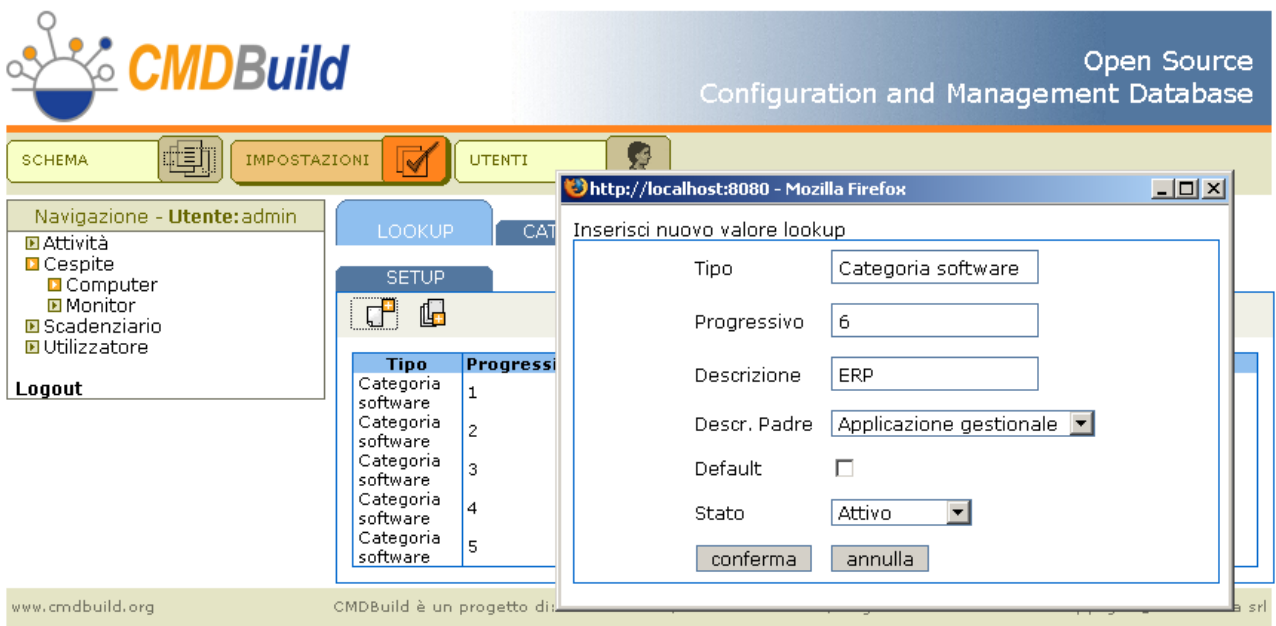 CMDBuild
Open Source
Configuration and Management Database
SCHEMA
IMPOSTAZIONI
UTENTI
Navigazione - Utente: admin
Attività
Cespite
Computer
Monitor
Scadenziario
Utilizzatore
Logout
LOOKUP
SETUP
Tipo
Categoria software
1
Categoria software
2
Categoria software
3
Categoria software
4
Categoria software
5
http://localhost:8080 - Mozilla Firefox
Inserisci nuovo valore lookup
Tipo Categoria software
Progressivo 6
Descrizione ERP
Descr. Padre Applicazione gestionale
Default
Stato Attivo
conferma annulla
www.cmdbuild.org
CMDBuild è un progetto
srl